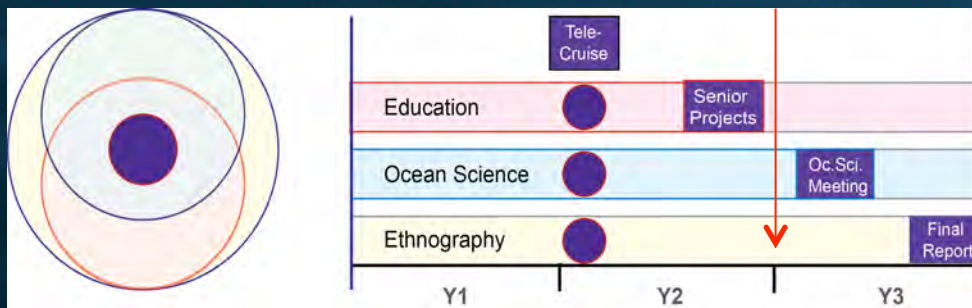 Tele-
Cruise
Education
Senior
Projects
Ocean Science
Oc.Sci.
Meeting
Ethnography
Final
Report
Y1
Y2
Y3